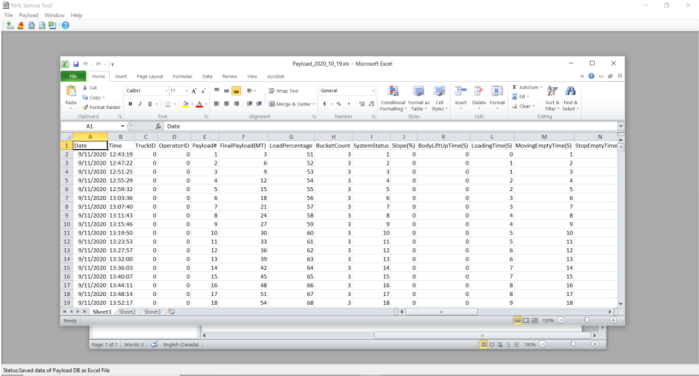 NHL Service Tool
File Payload Window Help
Payload_2020_10_19.xls - Microsoft Excel
File Home Insert Page Layout Formulas Data Review View Acrobat
Paste Cut Copy Format Painter Calibri 11 Wrap Text Merge & Center General Conditional Formatting Format as Table Cell Styles Insert Delete Format AutoSum Fill Clear Sort & Filter Find & Select
Clipboard Font Alignment Number Styles Cells Editing
A1 fx Date
A B C D E F G H I J K L M N
1 Date Time TruckID OperatorID Payload# FinalPayload(MT) LoadPercentage BucketCount SystemStatus Slope(%) BodyLiftUpTime(S) LoadingTime(S) MovingEmptyTime(S) StopEmptyTime
2 9/11/2020 12:43:19 0 0 1 3 51 3 1 0 0 1 1
3 9/11/2020 12:47:22 0 0 2 6 52 3 2 0 0 1 2
4 9/11/2020 12:51:25 0 0 3 9 53 3 3 0 0 1 3
5 9/11/2020 12:55:29 0 0 4 12 54 3 4 0 0 2 4
6 9/11/2020 12:59:32 0 0 5 15 55 3 5 0 0 2 5
7 9/11/2020 13:03:36 0 0 6 18 56 3 6 0 0 3 6
8 9/11/2020 13:07:40 0 0 7 21 57 3 7 0 0 3 7
9 9/11/2020 13:11:43 0 0 8 24 58 3 8 0 0 4 8
10 9/11/2020 13:15:46 0 0 9 27 59 3 9 0 0 4 9
11 9/11/2020 13:19:50 0 0 10 30 60 3 10 0 0 5 10
12 9/11/2020 13:23:53 0 0 11 33 61 3 11 0 0 5 11
13 9/11/2020 13:27:57 0 0 12 36 62 3 12 0 0 6 12
14 9/11/2020 13:32:00 0 0 13 39 63 3 13 0 0 6 13
15 9/11/2020 13:36:03 0 0 14 42 64 3 14 0 0 7 14
16 9/11/2020 13:40:07 0 0 15 45 65 3 15 0 0 7 15
17 9/11/2020 13:44:11 0 0 16 48 66 3 16 0 0 8 16
18 9/11/2020 13:48:14 0 0 17 51 67 3 17 0 0 8 17
19 9/11/2020 13:52:17 0 0 18 54 68 3 18 0 0 9 18
Sheet1 Sheet2 Sheet3
Ready 100%
Page: 7 of 7 Words: 0 English (Canada) 100%
Status:Saved data of Payload DB as Excel File